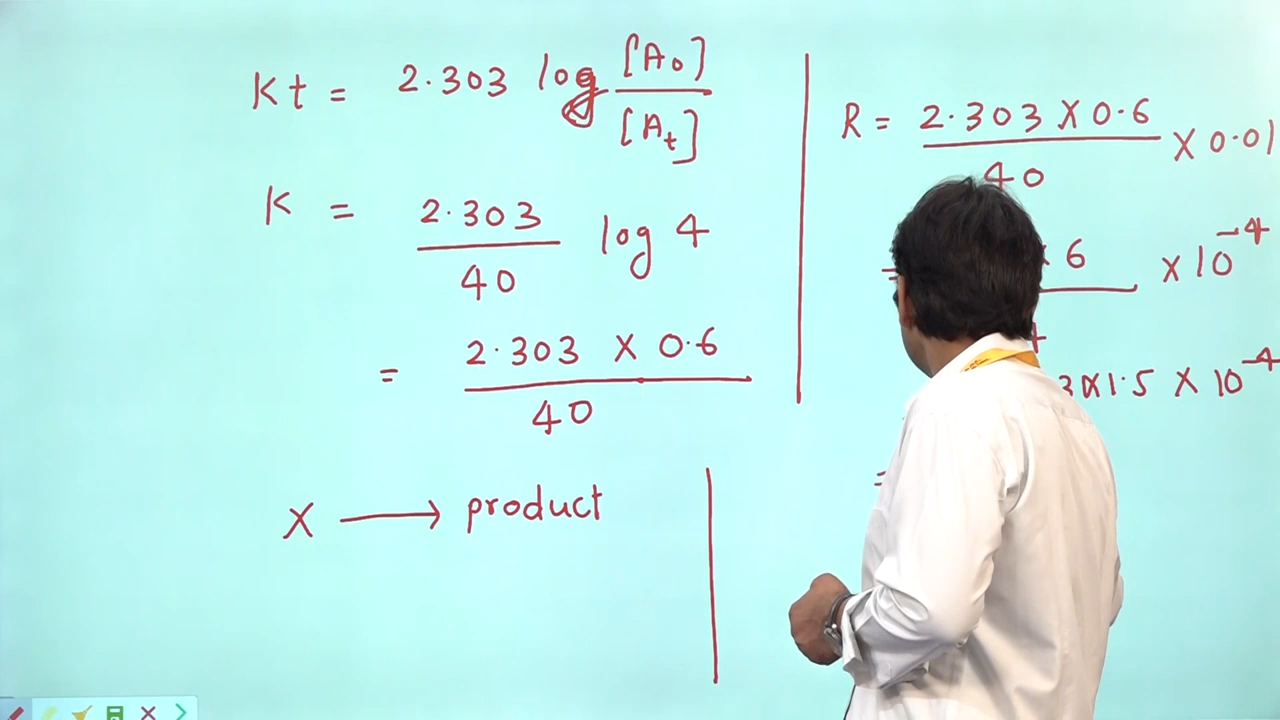 Kt = 2.303 log [A₀] / [Aₜ]
K = 2.303 / 40 log 4
= 2.303 X 0.6 / 40
X ⟶ product
R = 2.303 X 0.6 / 40 X 0.01
= 6 X 10⁻⁴
X 1.5 X 10⁻⁴
=